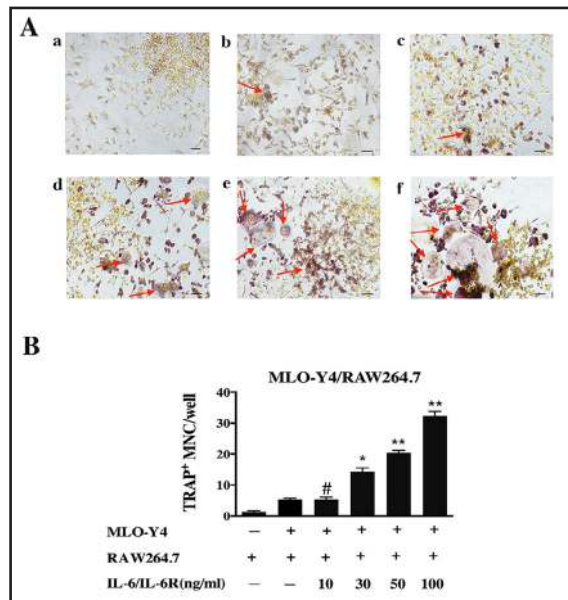 A
a b c
d e f
B
MLO-Y4/RAW264.7
TRAP+ MNC/well
40
30
20
10
0
# * ** **
MLO-Y4 — + + + + +
RAW264.7 + + + + + +
IL-6/IL-6R(ng/ml) — — 10 30 50 100